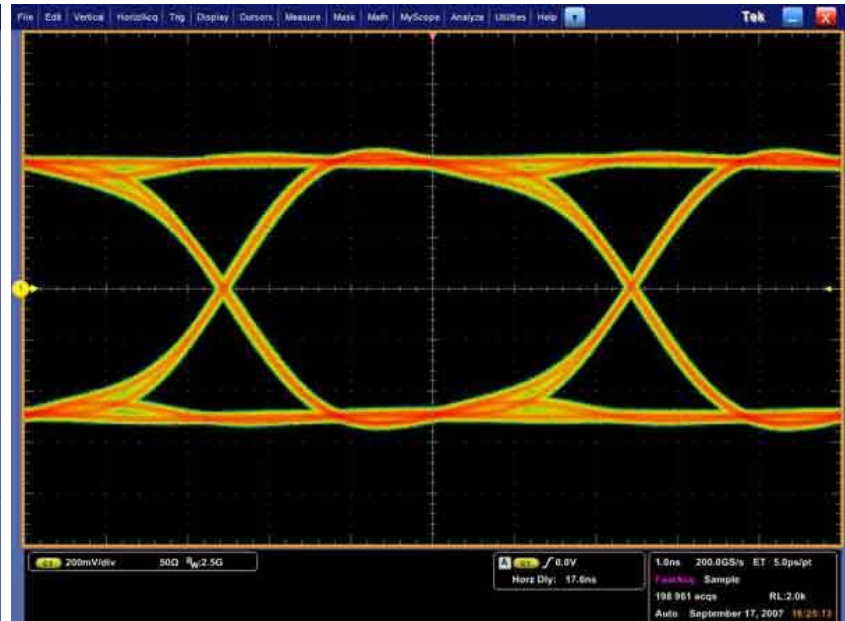 File Edit Vertical Horiz/Acq Trig Display Cursors Measure Mask Math MyScope Analyze Utilities Help Tek
1
C1 200mV/div 50Ω BW:2.5G
A C1 0.0V
Horz Dly: 17.6ns
1.0ns 200.0GS/s ET 5.0ps/pt
FastAcq Sample
198 961 acqs RL:2.0k
Auto September 17, 2007 16:25:13